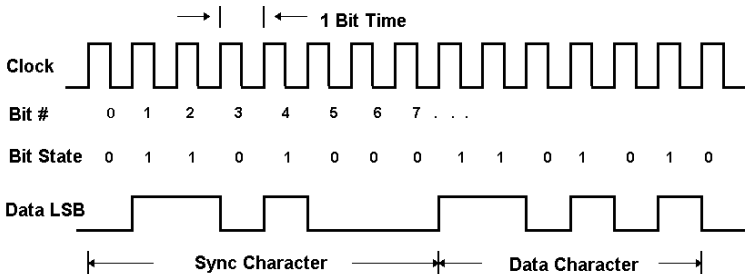 1 Bit Time
Clock
Bit # 0 1 2 3 4 5 6 7 . . .
Bit State 0 1 1 0 1 0 0 0 1 1 0 1 0 1 0
Data LSB
Sync Character Data Character